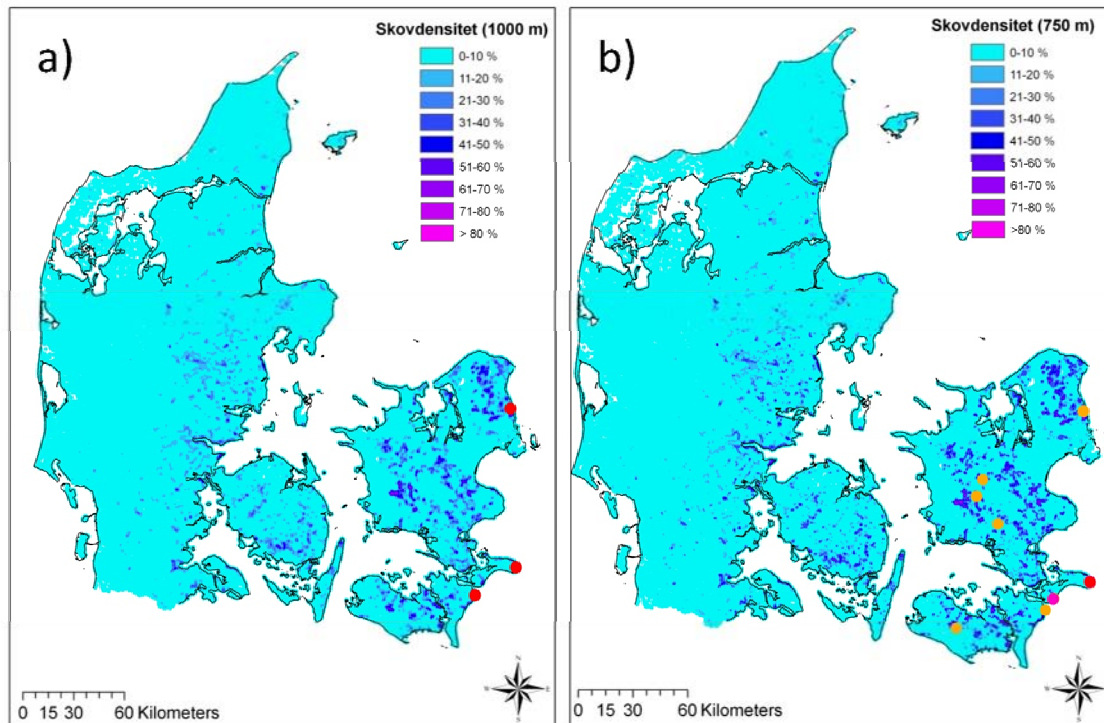 a)
Skovdensitet (1000 m)
0-10 %
11-20 %
21-30 %
31-40 %
41-50 %
51-60 %
61-70 %
71-80 %
> 80 %
0 15 30 60 Kilometers
N
W E
S
b)
Skovdensitet (750 m)
0-10 %
11-20 %
21-30 %
31-40 %
41-50 %
51-60 %
61-70 %
71-80 %
>80 %
0 15 30 60 Kilometers
N
W E
S